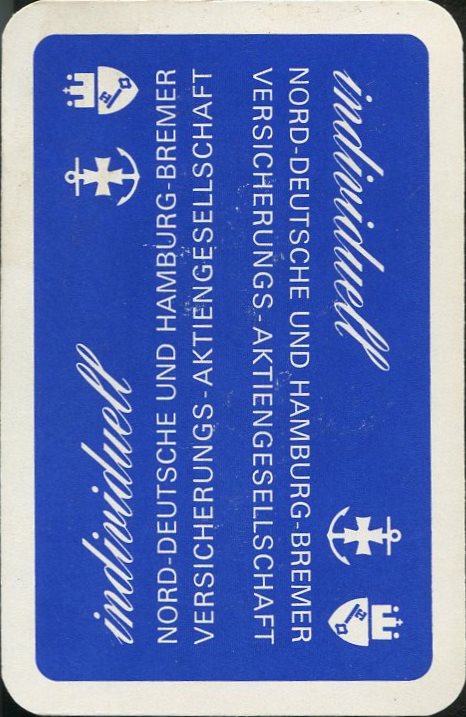 individuell
NORD-DEUTSCHE UND HAMBURG-BREMER
VERSICHERUNGS-AKTIENGESELLSCHAFT
individuell
NORD-DEUTSCHE UND HAMBURG-BREMER
VERSICHERUNGS-AKTIENGESELLSCHAFT